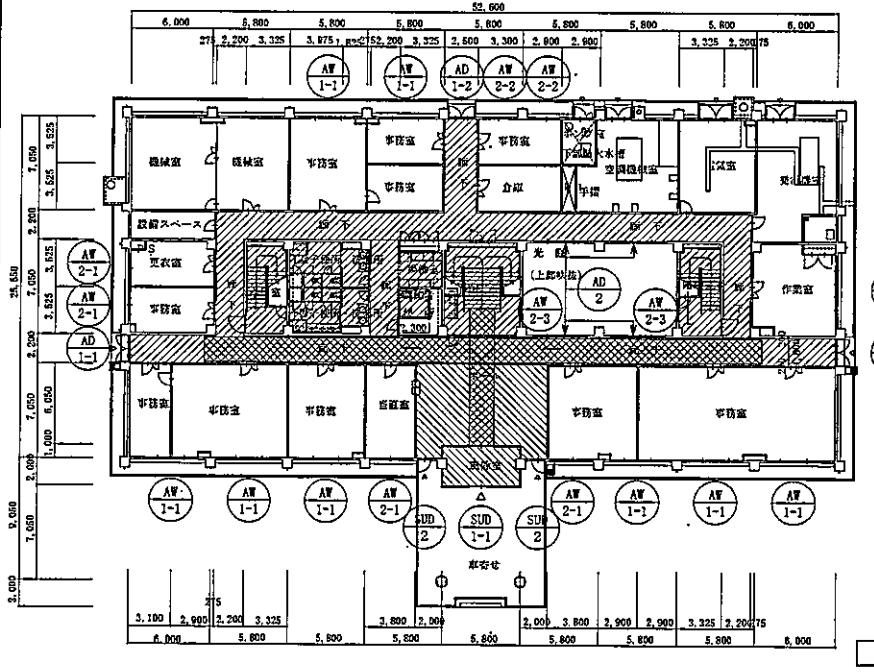 52,600
6,000 5,800 5,800 5,800 5,800 5,800 5,800 5,800 6,000
275 2,200 3,325 2,200 3,325 2,500 3,300 2,900 2,900 3,325 2,200
AW 1-1
AW 1-1
AD 1-2
AW 2-2
AW 2-2
機械室 機械室 事務室 事務室 事務室
事務室 倉庫 空調機械室
設備スペース
廊下
更衣室
事務室
光庭
(上部吹抜)
AD 2
AW 2-3
AW 2-3
作業室
AW 2-1
AW 2-1
AD 1-1
7,050 3,525 3,525
2,200
7,050 3,525 3,525
2,200
7,050 6,050 1,000
2,000
9,050 7,050
2,000
事務室 事務室 事務室 宿直室 事務室 事務室
AW 1-1
AW 1-1
AW 1-1
AW 2-1
SUD 2
SUD 1-1
SUD 2
AW 2-1
AW 1-1
AW 1-1
AW 1-1
車寄せ
275
3,100 2,900 2,200 3,325 3,800 2,000 2,000 3,800 2,900 2,900 3,325 2,200
6,000 5,800 5,800 5,800 5,800 5,800 5,800 5,800 6,000